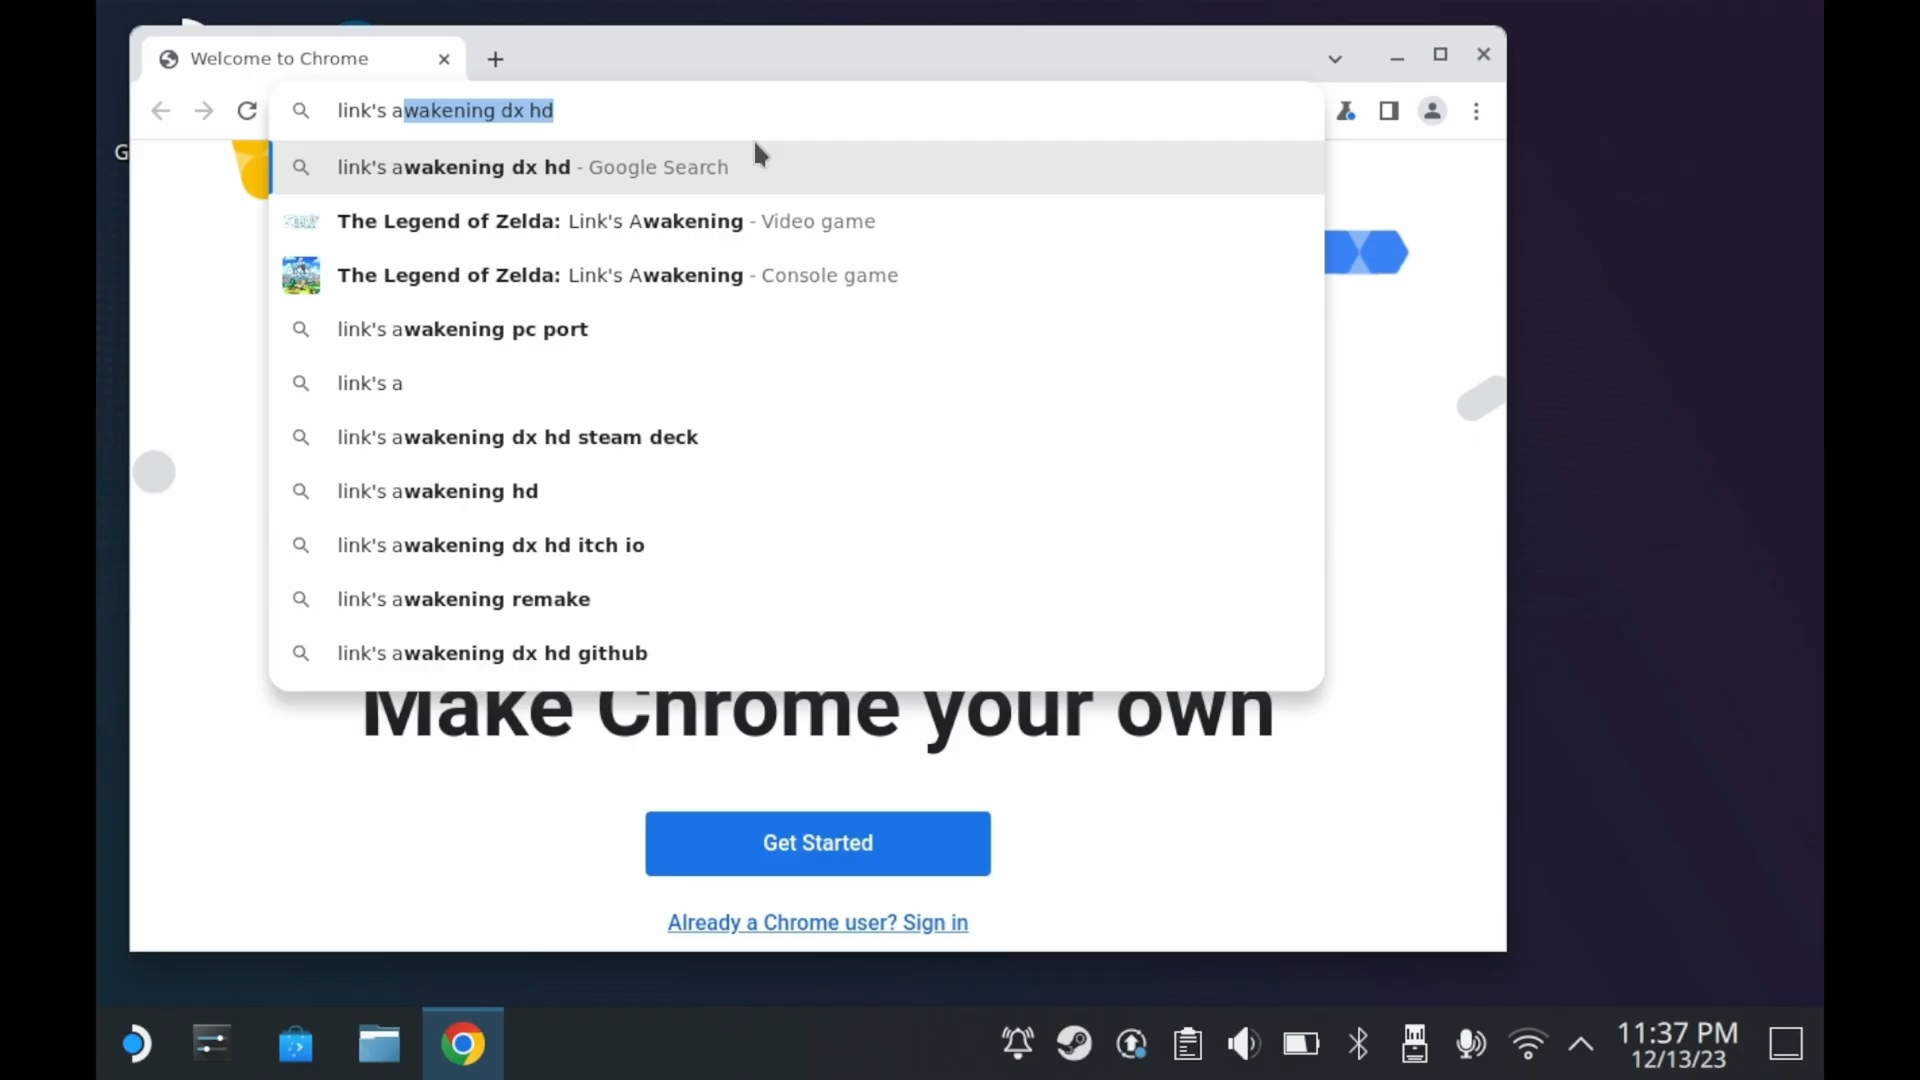 Welcome to Chrome
link's awakening dx hd
G
link's awakening dx hd - Google Search
The Legend of Zelda: Link's Awakening - Video game
The Legend of Zelda: Link's Awakening - Console game
link's awakening pc port
link's a
link's awakening dx hd steam deck
link's awakening hd
link's awakening dx hd itch io
link's awakening remake
link's awakening dx hd github
Make Chrome your own
Get Started
Already a Chrome user? Sign in
11:37 PM
12/13/23